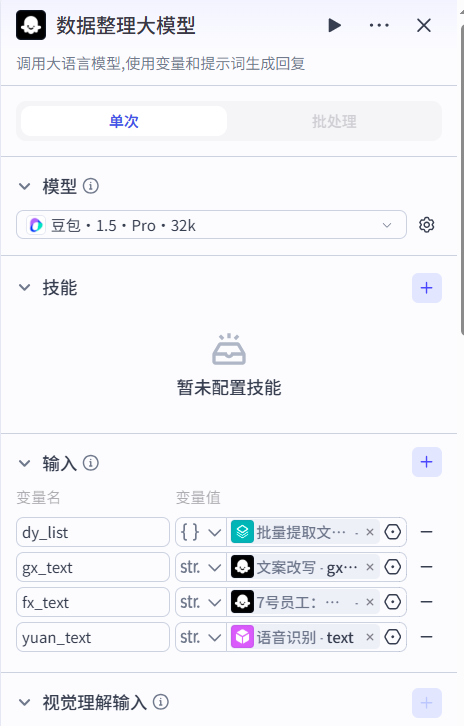 数据整理大模型
调用大语言模型,使用变量和提示词生成回复
单次 批处理
模型
豆包·1.5·Pro·32k
技能
暂未配置技能
输入
变量名 变量值
dy_list {} 批量提取文··· -
gx_text str. 文案改写 · gx···
fx_text str. 7号员工：··· -
yuan_text str. 语音识别 · text
视觉理解输入